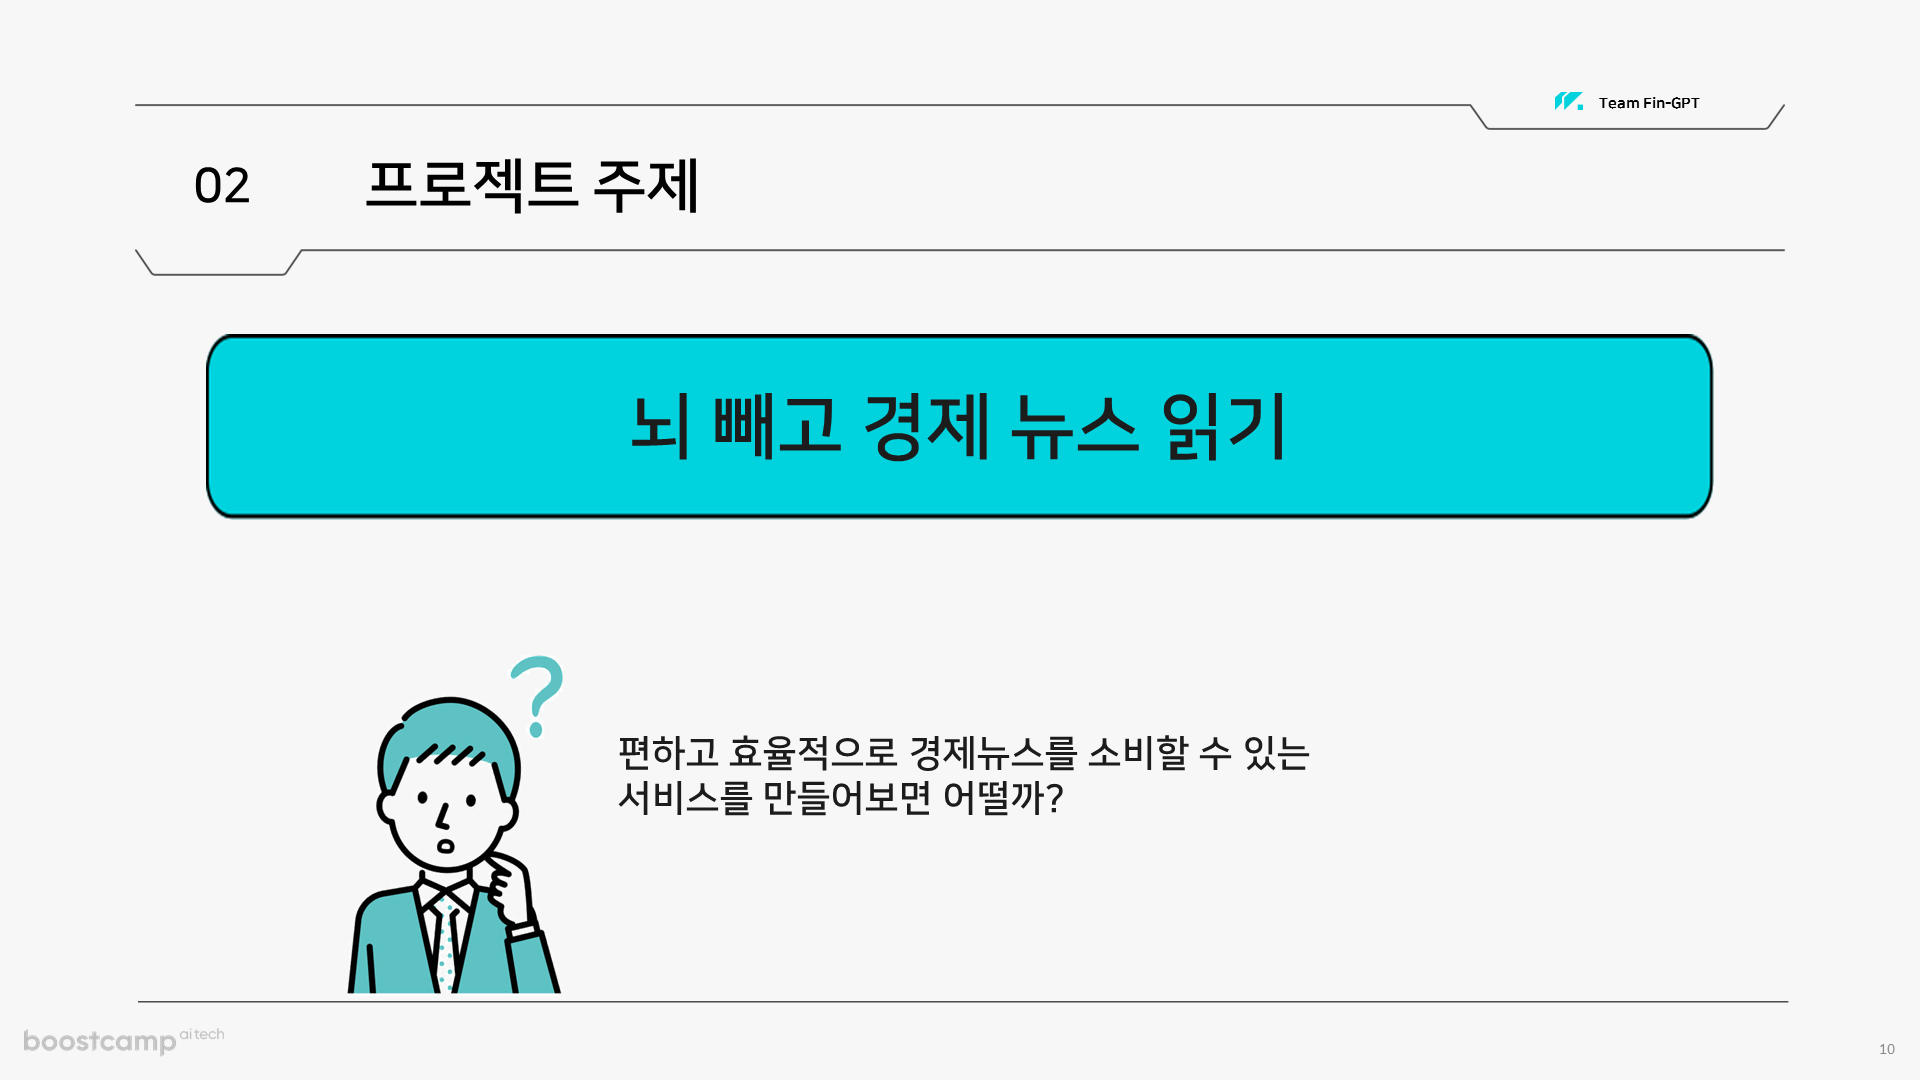 Team Fin-GPT
02 프로젝트 주제
뇌 빼고 경제 뉴스 읽기
?
편하고 효율적으로 경제뉴스를 소비할 수 있는
서비스를 만들어보면 어떨까?
boostcamp ai tech
10